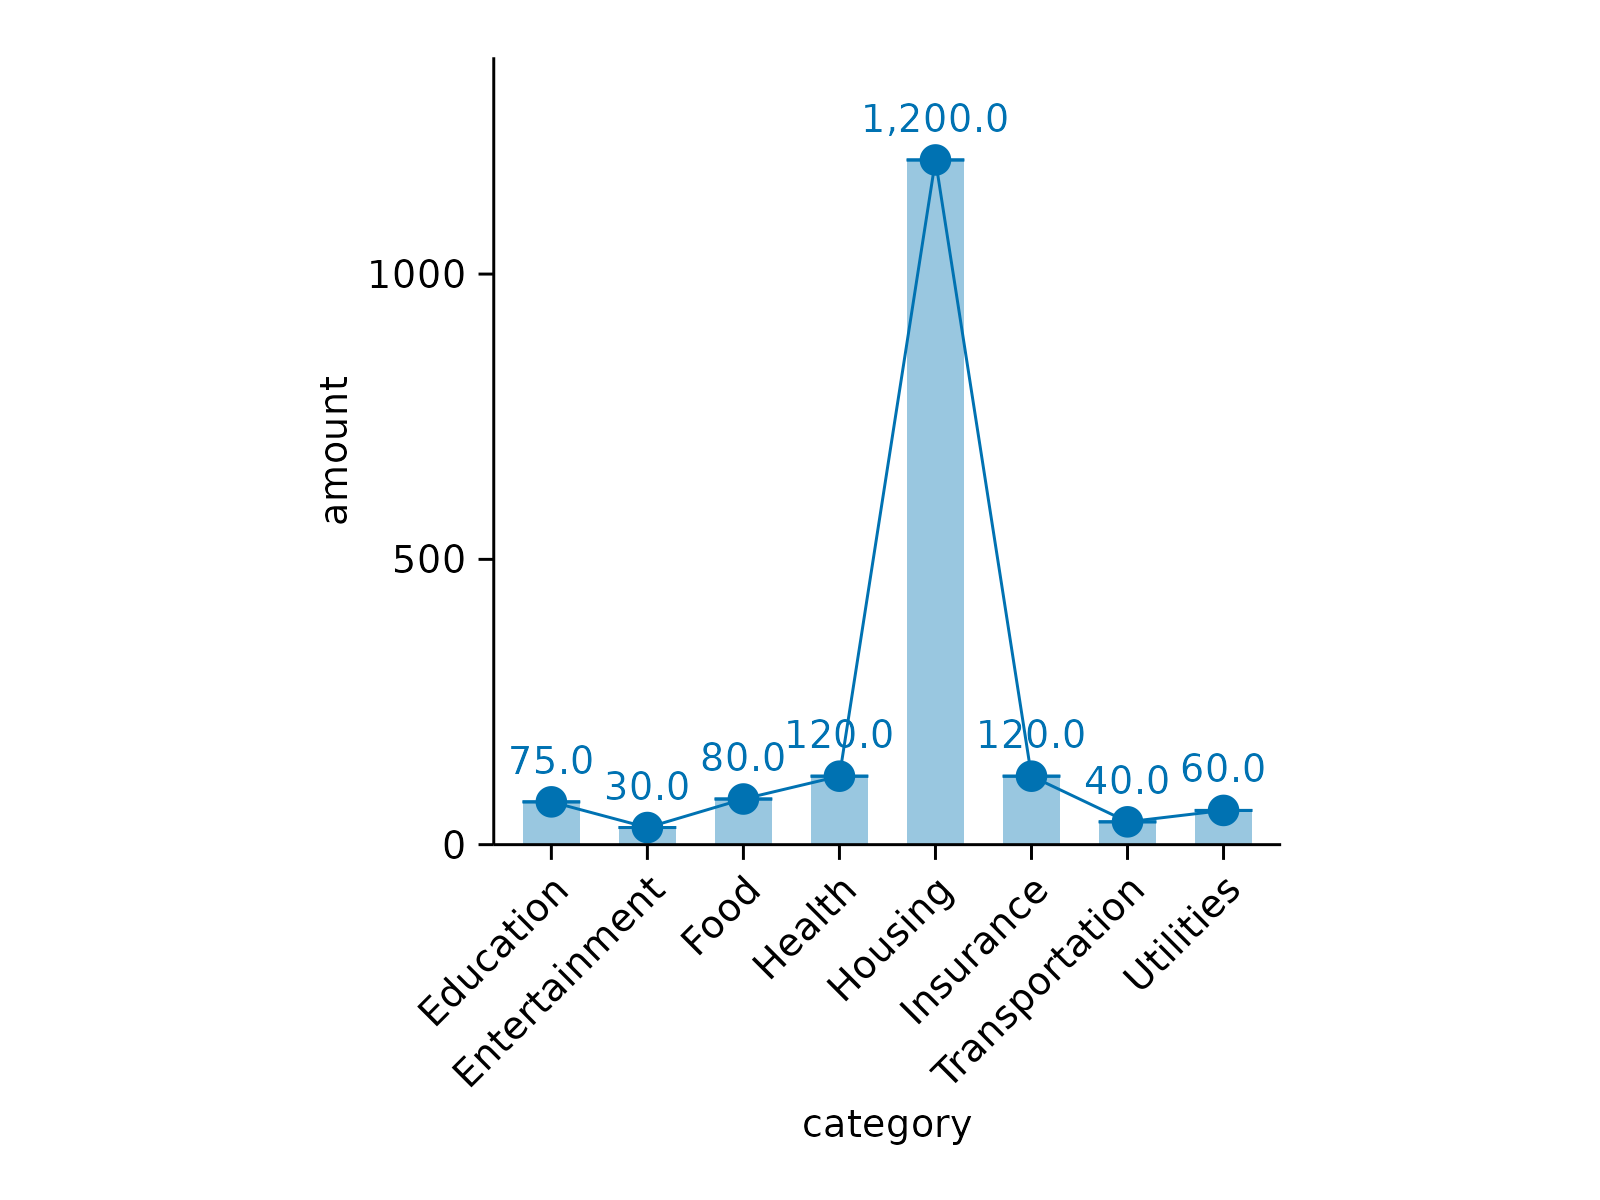 1,200.0
1000
amount
500
75.0
30.0
80.0
120.0
120.0
40.0
60.0
0
Education
Entertainment
Food
Health
Housing
Insurance
Transportation
Utilities
category